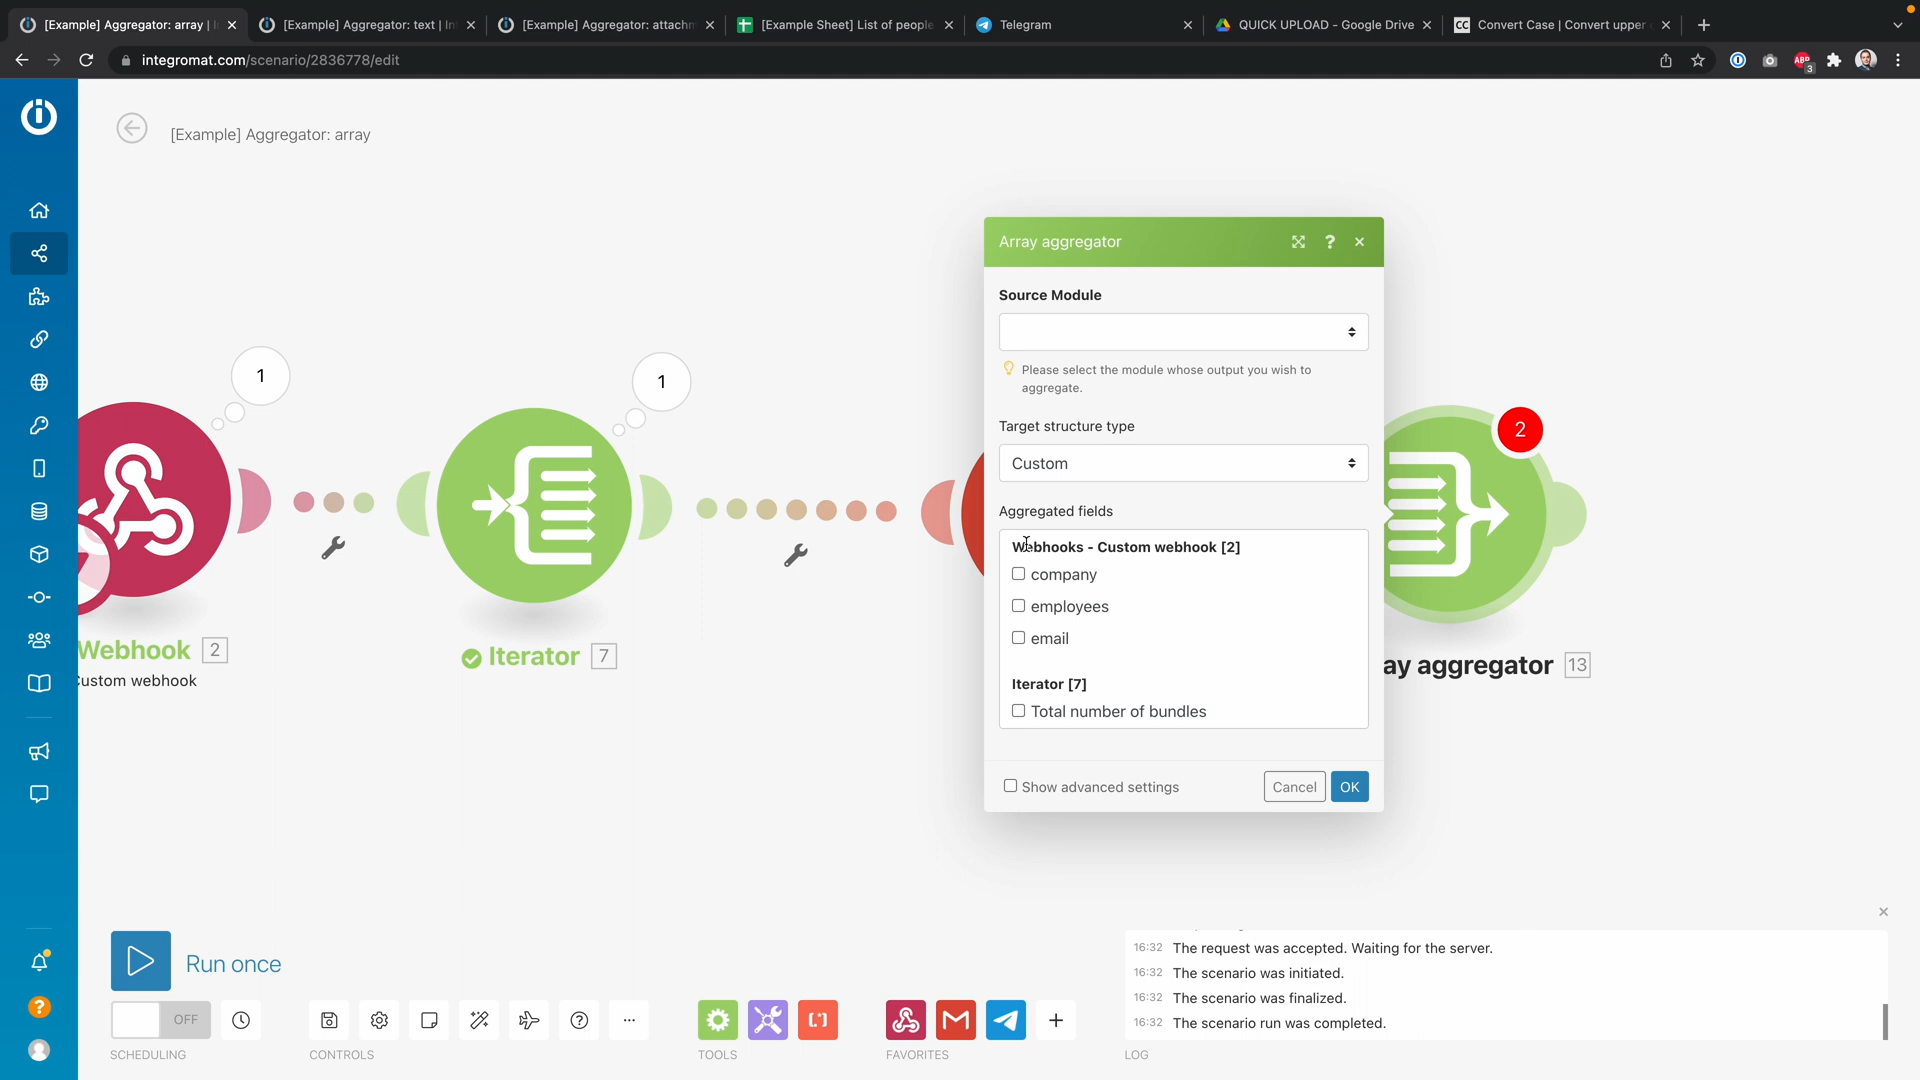 [Example] Aggregator: array | I
[Example] Aggregator: text | In
[Example] Aggregator: attachm
[Example Sheet] List of people
Telegram
QUICK UPLOAD - Google Drive
CC Convert Case | Convert upper
integromat.com/scenario/2836778/edit
ABP
3
[Example] Aggregator: array
Array aggregator
?
Source Module
Please select the module whose output you wish to
aggregate.
Target structure type
Custom
Aggregated fields
Webhooks - Custom webhook [2]
company
employees
email
Iterator [7]
Total number of bundles
Show advanced settings
Cancel
OK
1
1
2
Webhook 2
Custom webhook
Iterator 7
ay aggregator 13
Run once
OFF
SCHEDULING
CONTROLS
TOOLS
FAVORITES
LOG
16:32 The request was accepted. Waiting for the server.
16:32 The scenario was initiated.
16:32 The scenario was finalized.
16:32 The scenario run was completed.